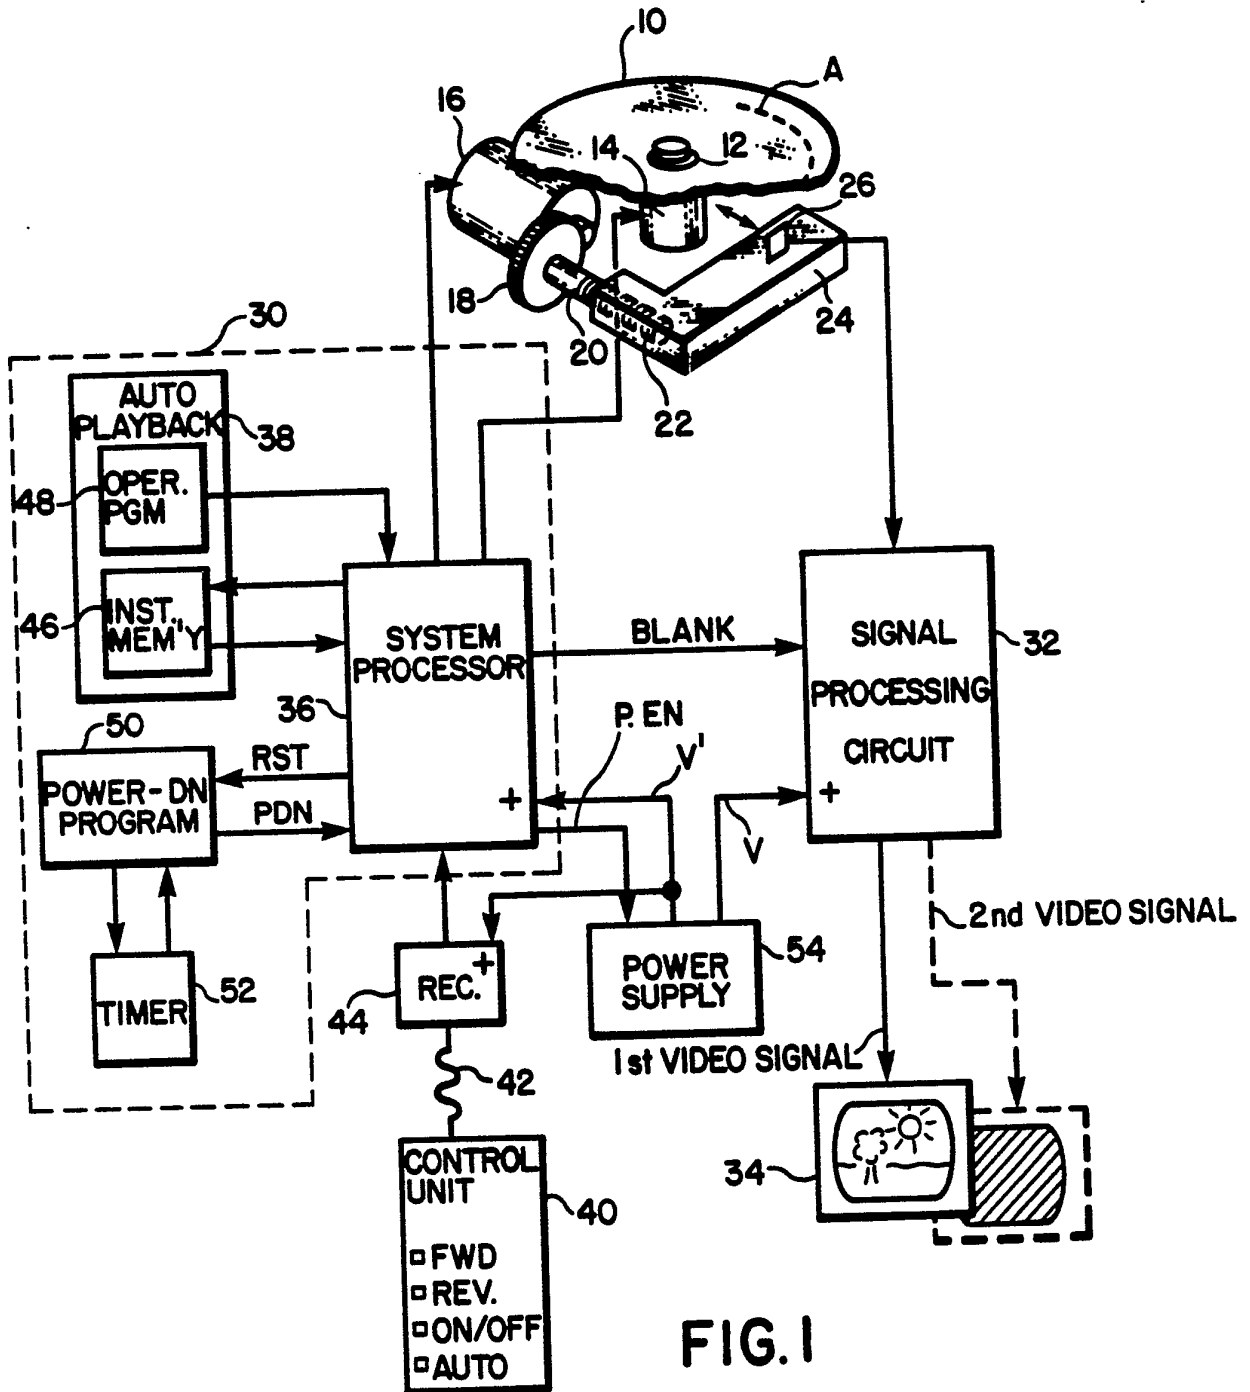 10
A
16
14
12
26
18
20
24
22
30
AUTO
PLAYBACK
38
48
OPER.
PGM
46
INST.
MEM'Y
SYSTEM
PROCESSOR
36
BLANK
SIGNAL
PROCESSING
CIRCUIT
32
50
P. EN
V'
RST
POWER-DN
PROGRAM
PDN
+
+
V
2nd VIDEO SIGNAL
54
POWER
SUPPLY
52
TIMER
REC. +
44
1st VIDEO SIGNAL
42
34
CONTROL
UNIT
40
FWD
REV.
ON/OFF
AUTO
FIG. 1